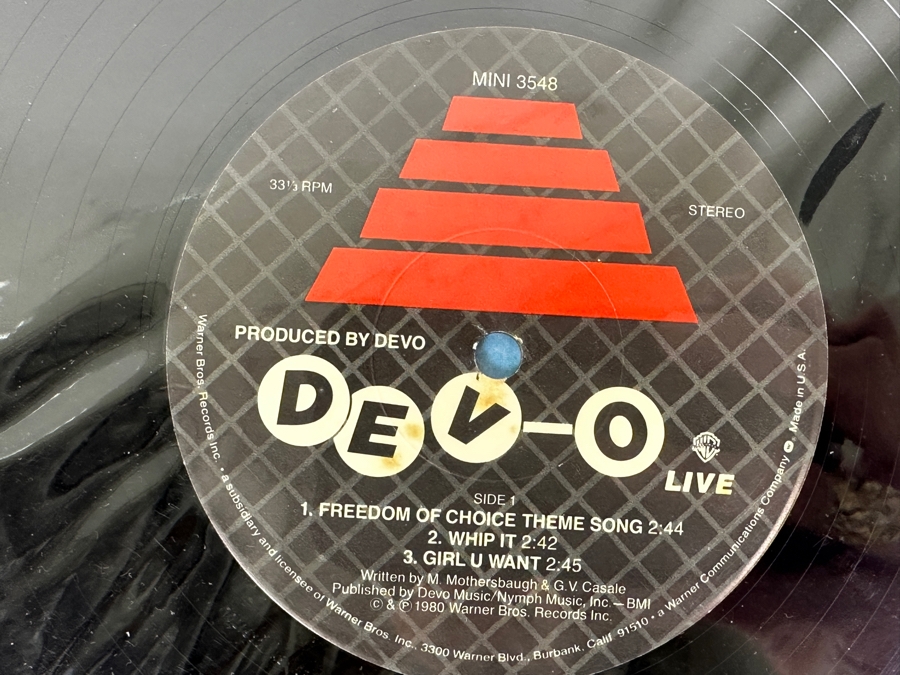 MINI 3548
33⅓ RPM
STEREO
PRODUCED BY DEVO
DEV-O
LIVE
SIDE 1
1. FREEDOM OF CHOICE THEME SONG 2:44
2. WHIP IT 2:42
3. GIRL U WANT 2:45
Written by M. Mothersbaugh & G.V. Casale
Published by Devo Music/Nymph Music, Inc.—BMI
© & ℗ 1980 Warner Bros. Records Inc.
Warner Bros. Records Inc. • a subsidiary and licensee of Warner Bros. Inc., 3300 Warner Blvd., Burbank, Calif. 91510 • a Warner Communications Company. Made in U.S.A.